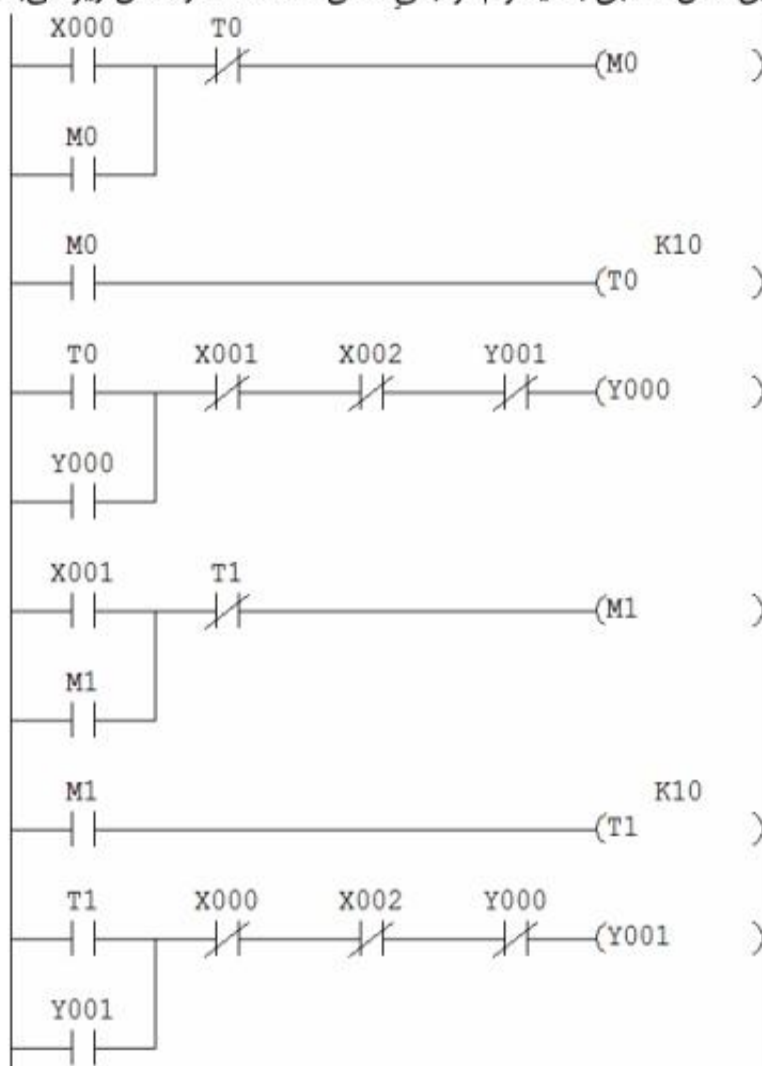 X000 T0
(M0 )
M0
M0 K10
(T0 )
T0 X001 X002 Y001
(Y000 )
Y000
X001 T1
(M1 )
M1
M1 K10
(T1 )
T1 X000 X002 Y000
(Y001 )
Y001